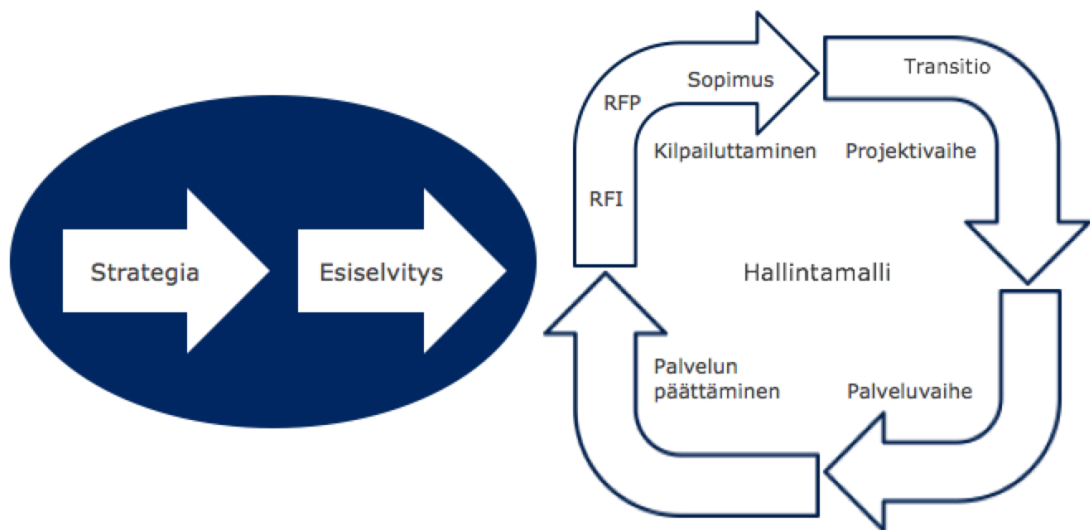 Strategia
Esiselvitys
RFI
RFP
Sopimus
Kilpailuttaminen
Transitio
Projektivaihe
Hallintamalli
Palveluvaihe
Palvelun
päättäminen